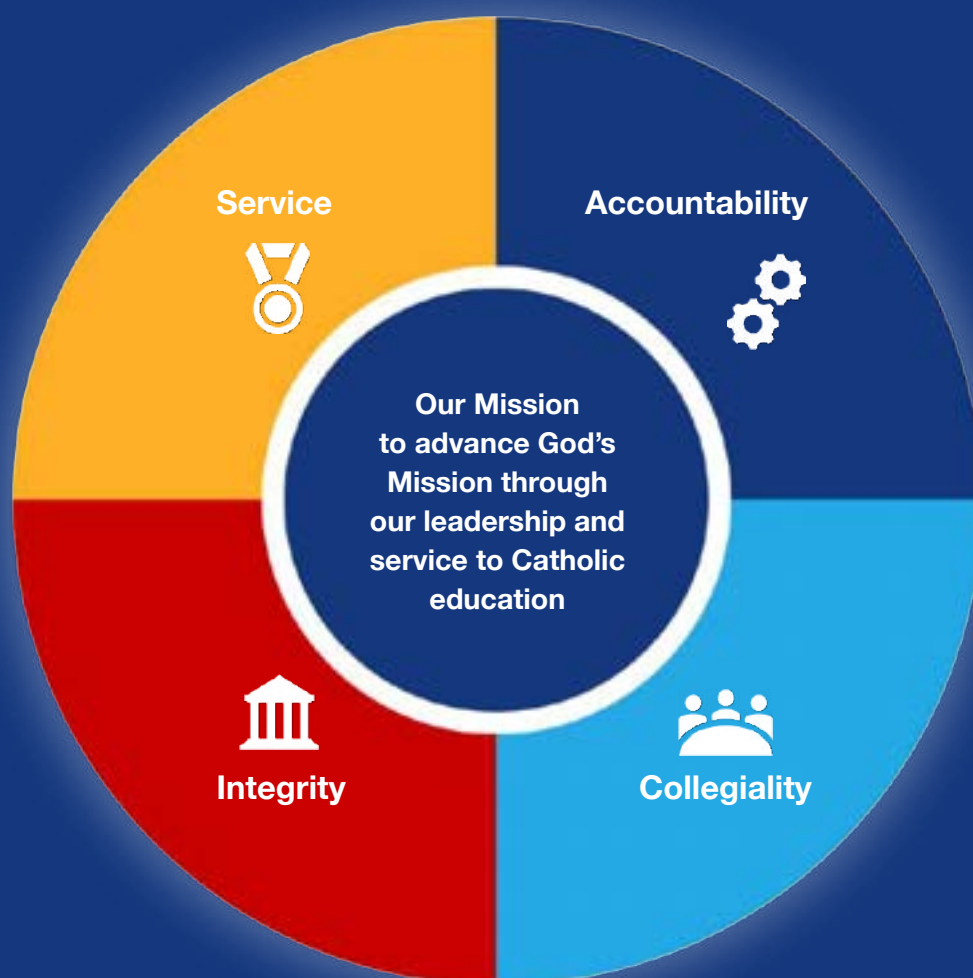 Service
Accountability
Our Mission
to advance God's
Mission through
our leadership and
service to Catholic
education
Integrity
Collegiality